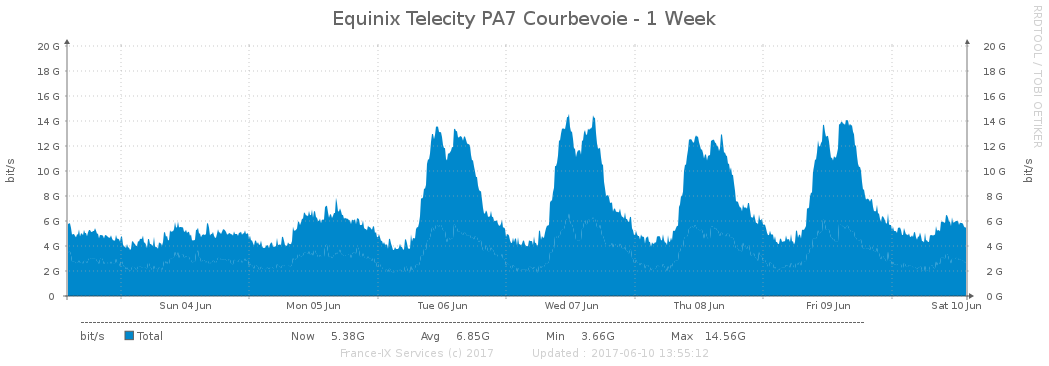 Equinix Telecity PA7 Courbevoie - 1 Week
RRDTOOL / TOBI OETIKER
bit/s
20 G 20 G
18 G 18 G
16 G 16 G
14 G 14 G
12 G 12 G
10 G 10 G
8 G 8 G
6 G 6 G
4 G 4 G
2 G 2 G
0 0 G
bit/s
Sun 04 Jun Mon 05 Jun Tue 06 Jun Wed 07 Jun Thu 08 Jun Fri 09 Jun Sat 10 Jun
bit/s Total Now 5.38G Avg 6.85G Min 3.66G Max 14.56G
France-IX Services (c) 2017 Updated : 2017-06-10 13:55:12